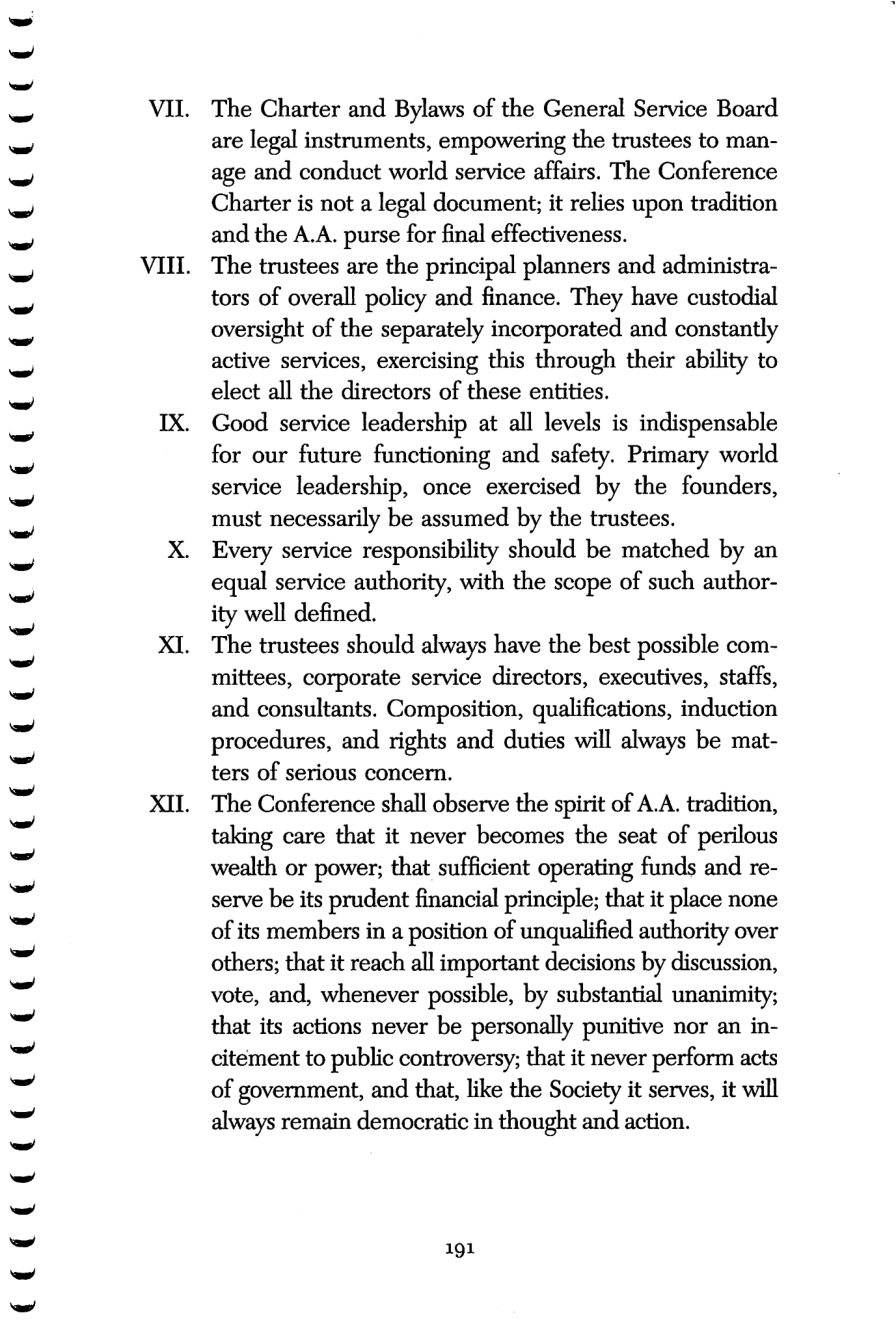 VII. The Charter and Bylaws of the General Service Board
are legal instruments, empowering the trustees to man-
age and conduct world service affairs. The Conference
Charter is not a legal document; it relies upon tradition
and the A.A. purse for final effectiveness.
VIII. The trustees are the principal planners and administra-
tors of overall policy and finance. They have custodial
oversight of the separately incorporated and constantly
active services, exercising this through their ability to
elect all the directors of these entities.
IX. Good service leadership at all levels is indispensable
for our future functioning and safety. Primary world
service leadership, once exercised by the founders,
must necessarily be assumed by the trustees.
X. Every service responsibility should be matched by an
equal service authority, with the scope of such author-
ity well defined.
XI. The trustees should always have the best possible com-
mittees, corporate service directors, executives, staffs,
and consultants. Composition, qualifications, induction
procedures, and rights and duties will always be mat-
ters of serious concern.
XII. The Conference shall observe the spirit of A.A. tradition,
taking care that it never becomes the seat of perilous
wealth or power; that sufficient operating funds and re-
serve be its prudent financial principle; that it place none
of its members in a position of unqualified authority over
others; that it reach all important decisions by discussion,
vote, and, whenever possible, by substantial unanimity;
that its actions never be personally punitive nor an in-
citement to public controversy; that it never perform acts
of government, and that, like the Society it serves, it will
always remain democratic in thought and action.
191